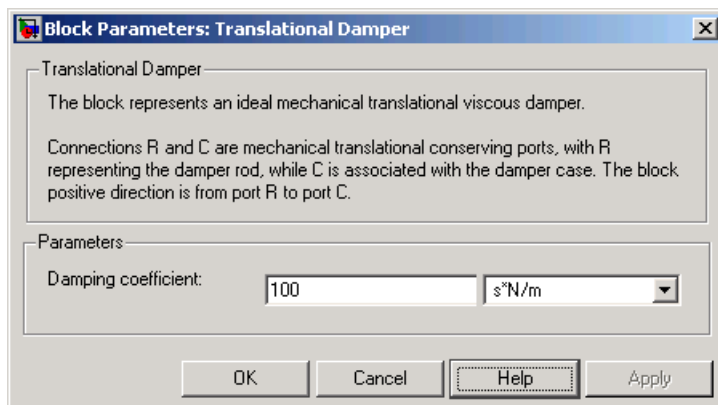 Block Parameters: Translational Damper
Translational Damper
The block represents an ideal mechanical translational viscous damper.
Connections R and C are mechanical translational conserving ports, with R
representing the damper rod, while C is associated with the damper case. The block
positive direction is from port R to port C.
Parameters
Damping coefficient: 100 s*N/m
OK Cancel Help Apply